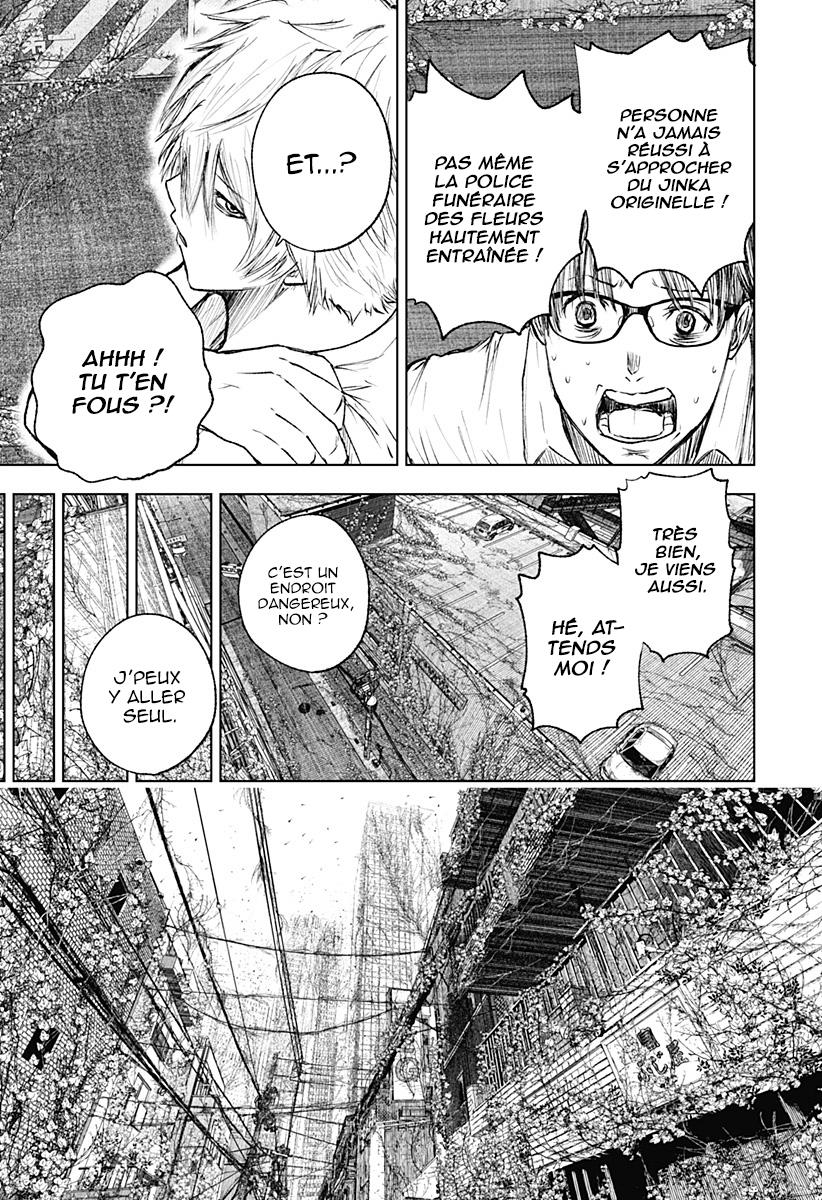 PERSONNE
N'A JAMAIS
RÉUSSI À
S'APPROCHER
DU JINKA
ORIGINELLE !
PAS MÊME
LA POLICE
FUNÉRAIRE
DES FLEURS
HAUTEMENT
ENTRAÎNÉE !
ET...?
AHHH !
TU T'EN
FOUS ?!
TRÈS
BIEN,
JE VIENS
AUSSI.
HÉ, AT-
TENDS
MOI !
C'EST UN
ENDROIT
DANGEREUX,
NON ?
J'PEUX
Y ALLER
SEUL.